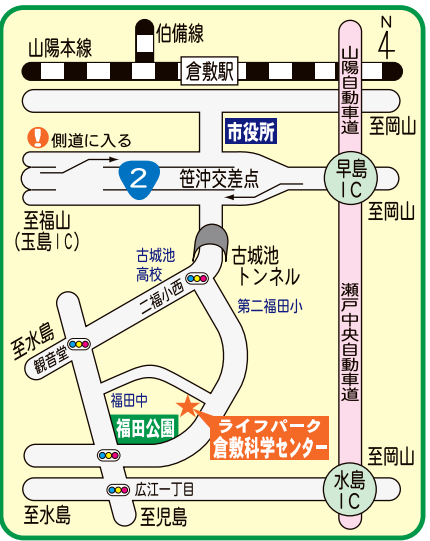 伯備線
N
山陽本線
倉敷駅
山陽自動車道
至岡山
市役所
! 側道に入る
2
笹沖交差点
早島
IC
至福山
(玉島IC)
至岡山
古城池
高校
古城池
トンネル
二福小西
第二福田小
瀬戸中央自動車道
至水島
観音堂
福田中
福田公園
ライフパーク
倉敷科学センター
至岡山
水島
IC
広江一丁目
至水島
至児島